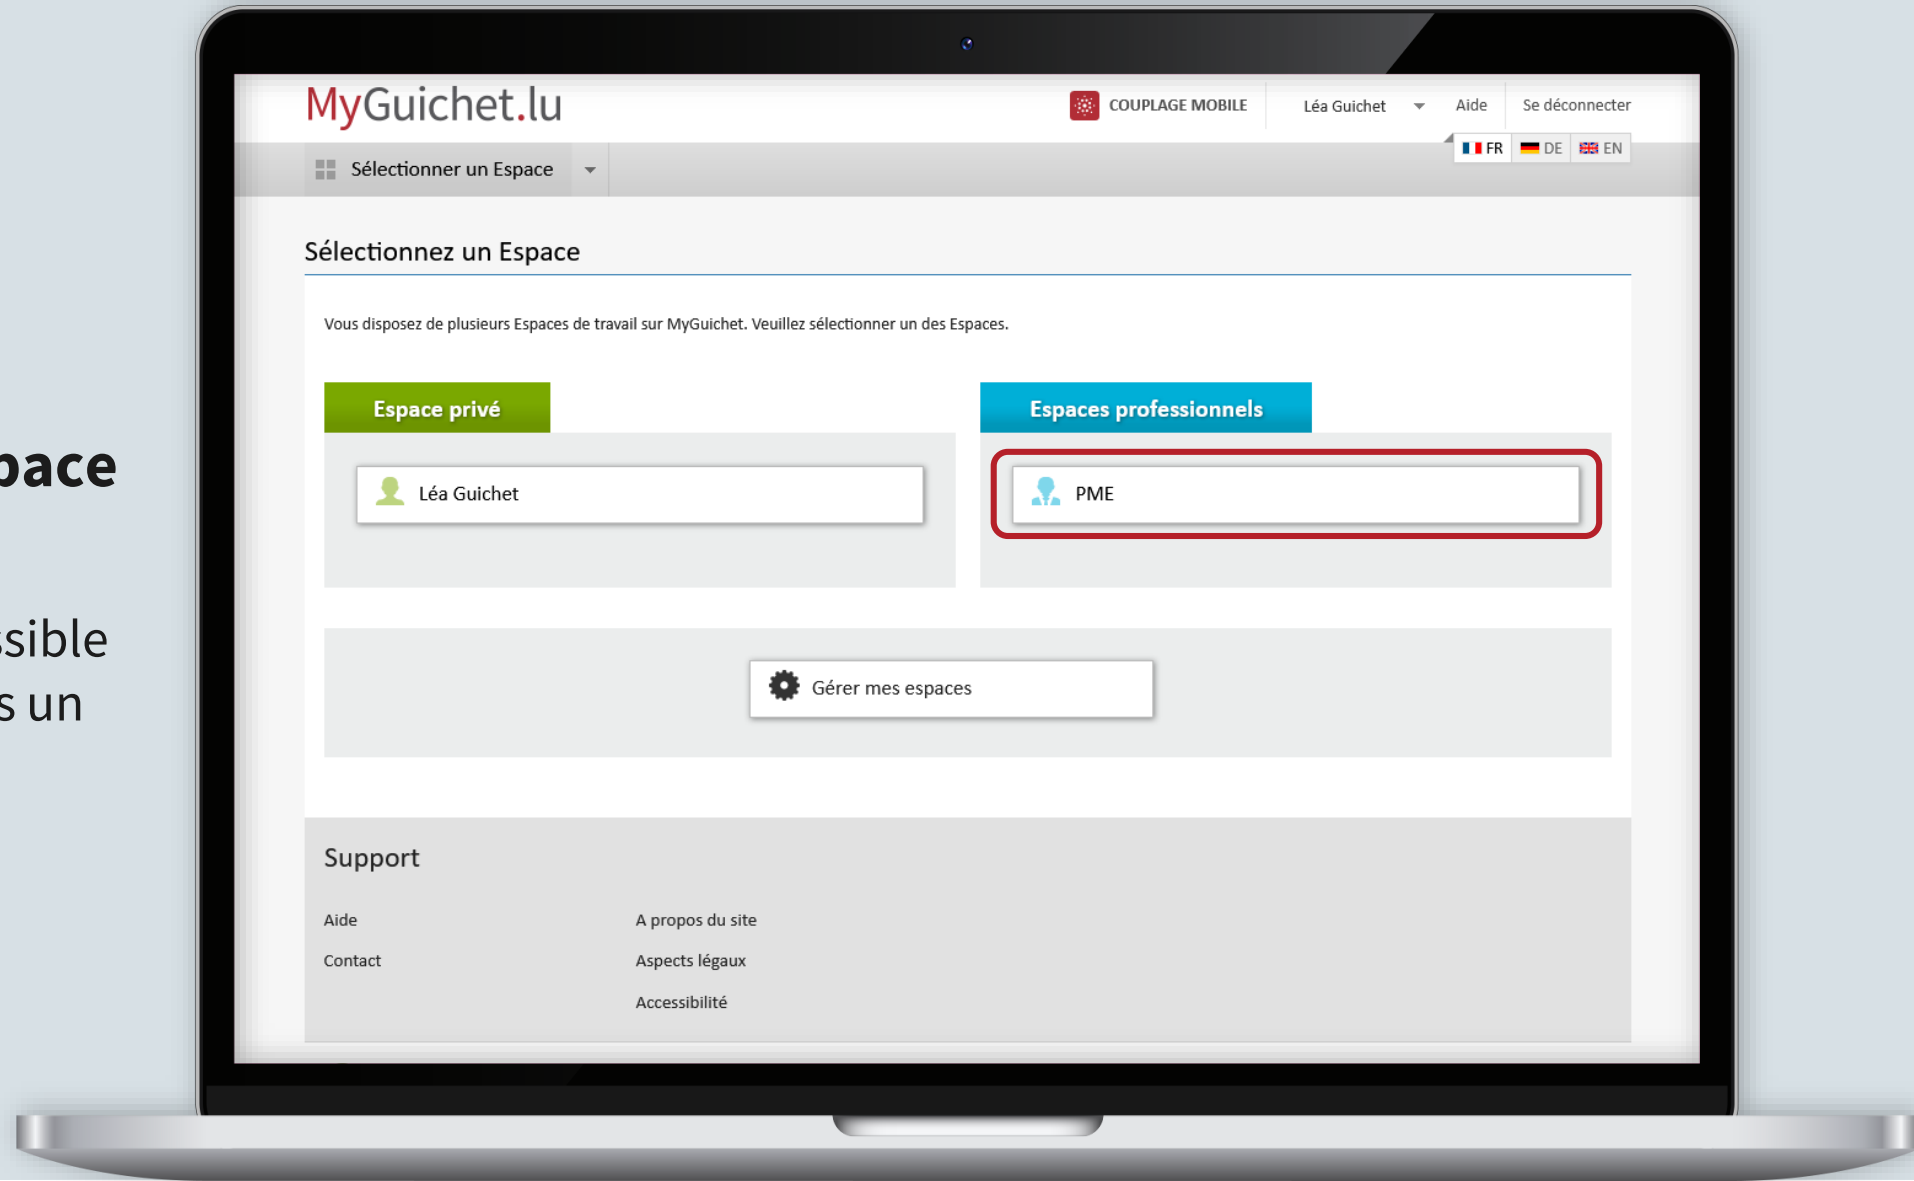 MyGuichet.lu
COUPLAGE MOBILE
Léa Guichet
Aide
Se déconnecter
FR
DE
EN
Sélectionner un Espace
Sélectionnez un Espace
Vous disposez de plusieurs Espaces de travail sur MyGuichet. Veuillez sélectionner un des Espaces.
Espace privé
Espaces professionnels
Léa Guichet
PME
Gérer mes espaces
Support
Aide
A propos du site
Contact
Aspects légaux
Accessibilité
un